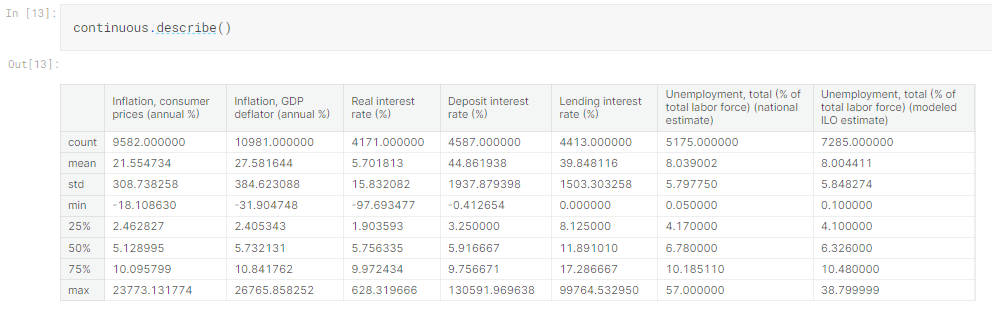 In [13]:
continuous.describe()
Out[13]:
Inflation, consumer prices (annual %) Inflation, GDP deflator (annual %) Real interest rate (%) Deposit interest rate (%) Lending interest rate (%) Unemployment, total (% of total labor force) (national estimate) Unemployment, total (% of total labor force) (modeled ILO estimate)
count 9582.000000 10981.000000 4171.000000 4587.000000 4413.000000 5175.000000 7285.000000
mean 21.554734 27.581644 5.701813 44.861938 39.848116 8.039002 8.004411
std 308.738258 384.623088 15.832082 1937.879398 1503.303258 5.797750 5.848274
min -18.108630 -31.904748 -97.693477 -0.412654 0.000000 0.050000 0.100000
25% 2.462827 2.405343 1.903593 3.250000 8.125000 4.170000 4.100000
50% 5.128995 5.732131 5.756335 5.916667 11.891010 6.780000 6.326000
75% 10.095799 10.841762 9.972434 9.756671 17.286667 10.185110 10.480000
max 23773.131774 26765.858252 628.319666 130591.969638 99764.532950 57.000000 38.799999